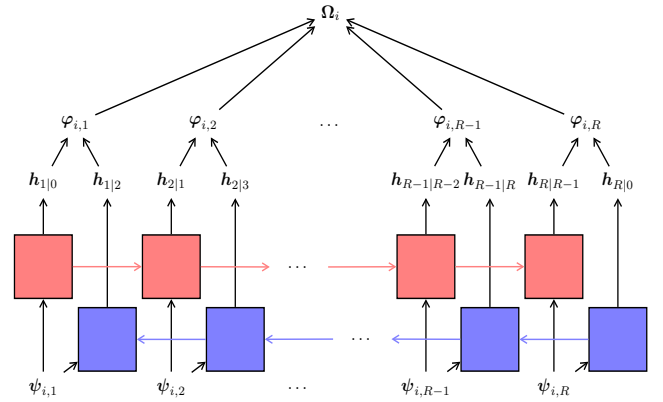 Ω_i
φ_{i,1} φ_{i,2} ... φ_{i,R−1} φ_{i,R}
h_{1|0} h_{1|2} h_{2|1} h_{2|3} h_{R−1|R−2} h_{R−1|R} h_{R|R−1} h_{R|0}
...
...
ψ_{i,1} ψ_{i,2} ... ψ_{i,R−1} ψ_{i,R}